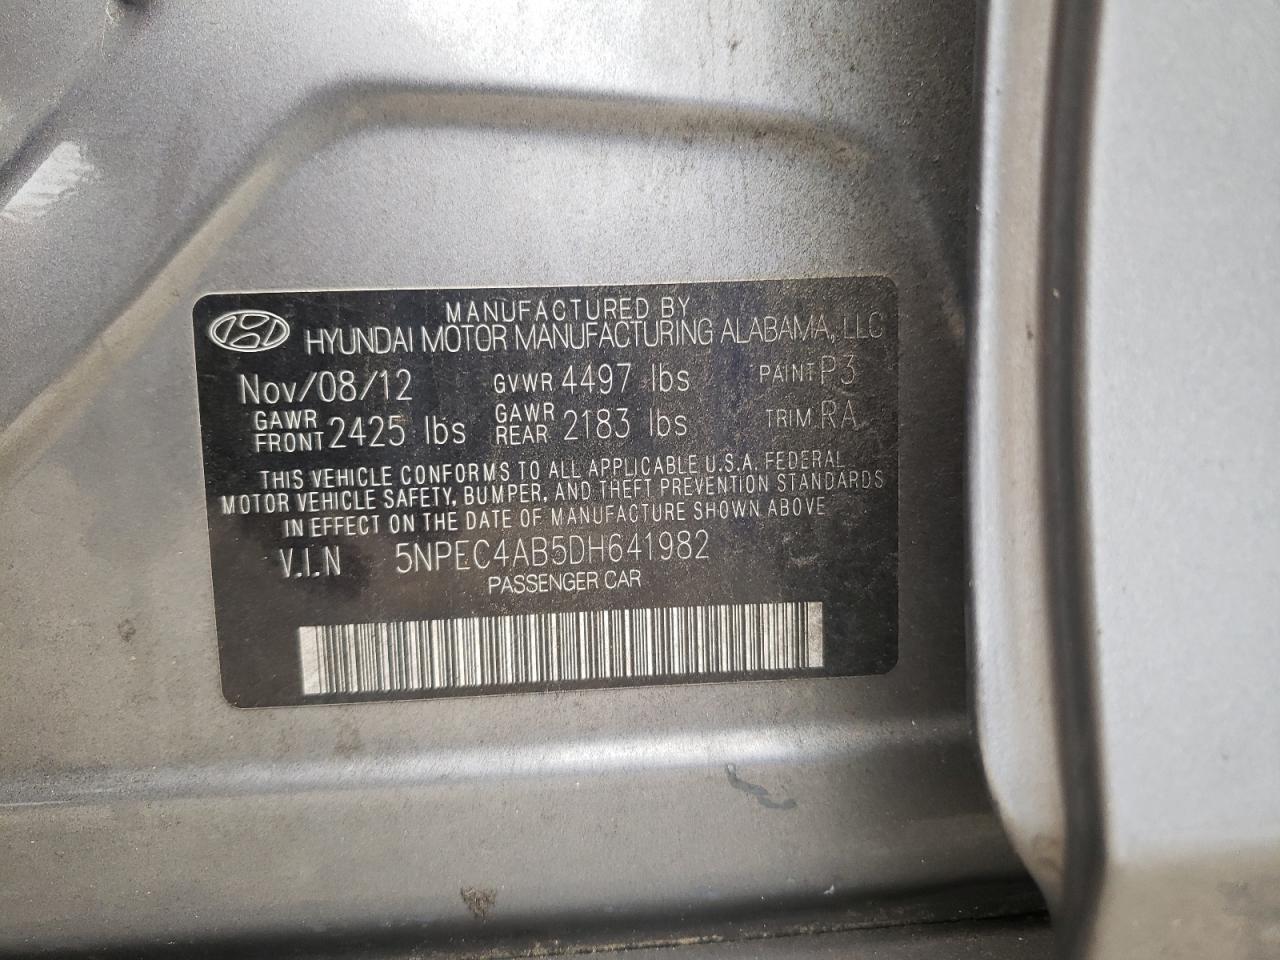 MANUFACTURED BY
HYUNDAI MOTOR MANUFACTURING ALABAMA, LLC
Nov/08/12 GVWR 4497 lbs PAINT P3
GAWR FRONT 2425 lbs GAWR REAR 2183 lbs TRIM RA
THIS VEHICLE CONFORMS TO ALL APPLICABLE U.S.A. FEDERAL
MOTOR VEHICLE SAFETY, BUMPER, AND THEFT PREVENTION STANDARDS
IN EFFECT ON THE DATE OF MANUFACTURE SHOWN ABOVE
V.I.N 5NPEC4AB5DH641982
PASSENGER CAR